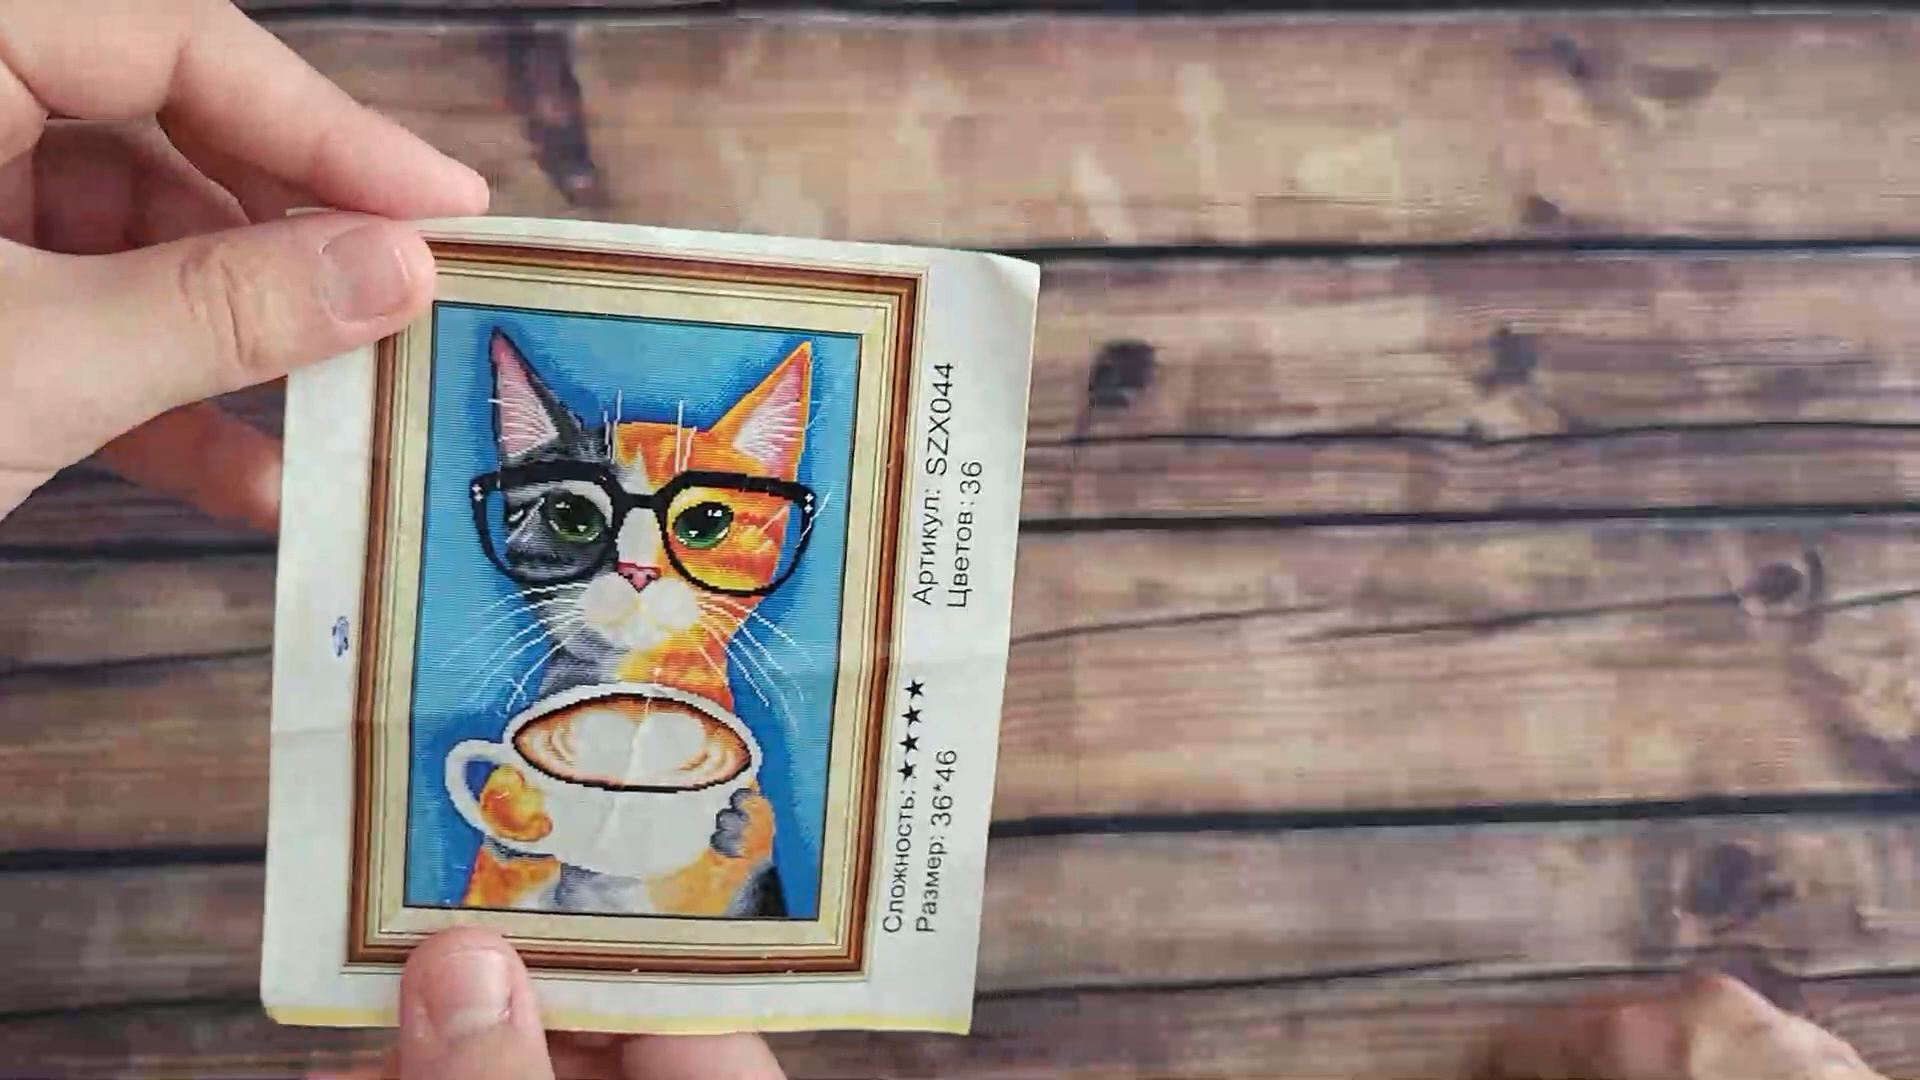 Сложность: ★★★★★ Артикул: SZX044
Размер: 36*46 Цветов: 36